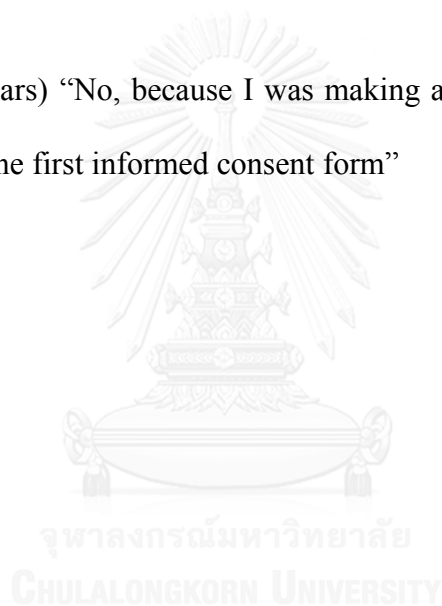 ars) “No, because I was making a
he first informed consent form”
จุฬาลงกรณ์มหาวิทยาลัย
CHULALONGKORN UNIVERSITY